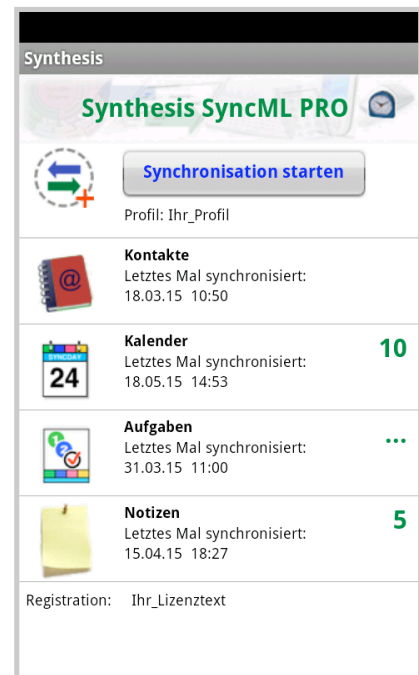 Synthesis
Synthesis SyncML PRO
Synchronisation starten
Profil: Ihr_Profil
@
Kontakte
Letztes Mal synchronisiert:
18.03.15 10:50
SYNCDAY
24
Kalender
Letztes Mal synchronisiert:
18.05.15 14:53
10
1
2
Aufgaben
Letztes Mal synchronisiert:
31.03.15 11:00
...
Notizen
Letztes Mal synchronisiert:
15.04.15 18:27
5
Registration: Ihr_Lizenztext